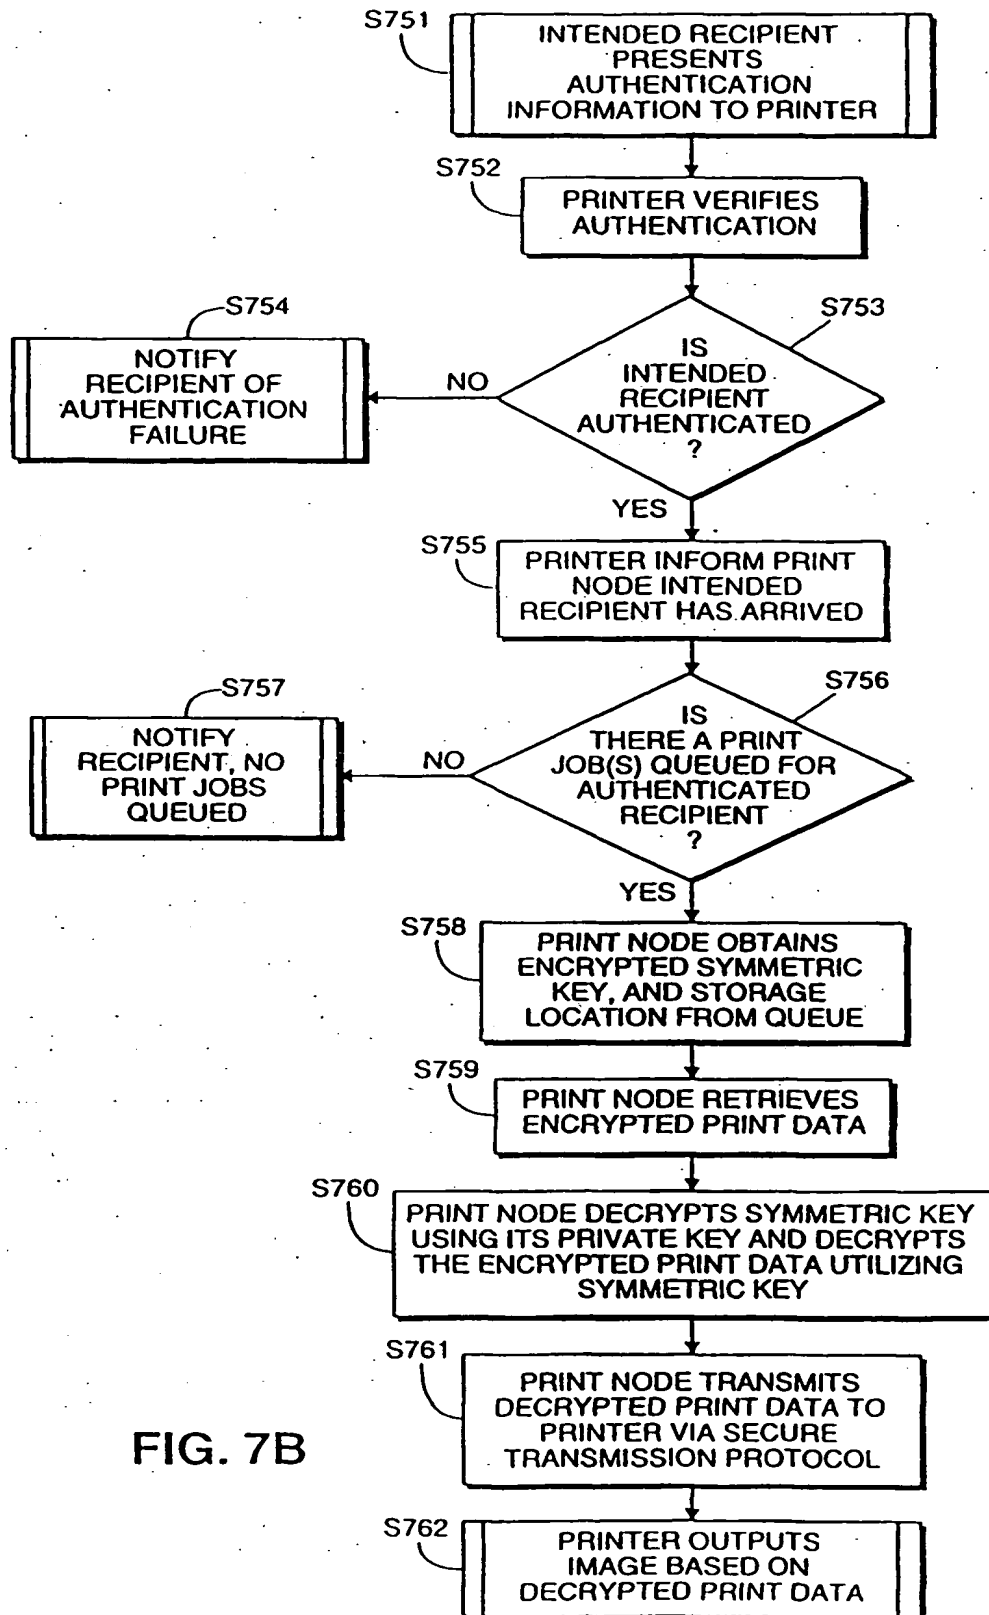 S751
INTENDED RECIPIENT
PRESENTS
AUTHENTICATION
INFORMATION TO PRINTER
S752
PRINTER VERIFIES
AUTHENTICATION
S753
IS
INTENDED
RECIPIENT
AUTHENTICATED
?
NO
S754
NOTIFY
RECIPIENT OF
AUTHENTICATION
FAILURE
YES
S755
PRINTER INFORM PRINT
NODE INTENDED
RECIPIENT HAS ARRIVED
S756
IS
THERE A PRINT
JOB(S) QUEUED FOR
AUTHENTICATED
RECIPIENT
?
NO
S757
NOTIFY
RECIPIENT, NO
PRINT JOBS
QUEUED
YES
S758
PRINT NODE OBTAINS
ENCRYPTED SYMMETRIC
KEY, AND STORAGE
LOCATION FROM QUEUE
S759
PRINT NODE RETRIEVES
ENCRYPTED PRINT DATA
S760
PRINT NODE DECRYPTS SYMMETRIC KEY
USING ITS PRIVATE KEY AND DECRYPTS
THE ENCRYPTED PRINT DATA UTILIZING
SYMMETRIC KEY
S761
PRINT NODE TRANSMITS
DECRYPTED PRINT DATA TO
PRINTER VIA SECURE
TRANSMISSION PROTOCOL
FIG. 7B
S762
PRINTER OUTPUTS
IMAGE BASED ON
DECRYPTED PRINT DATA